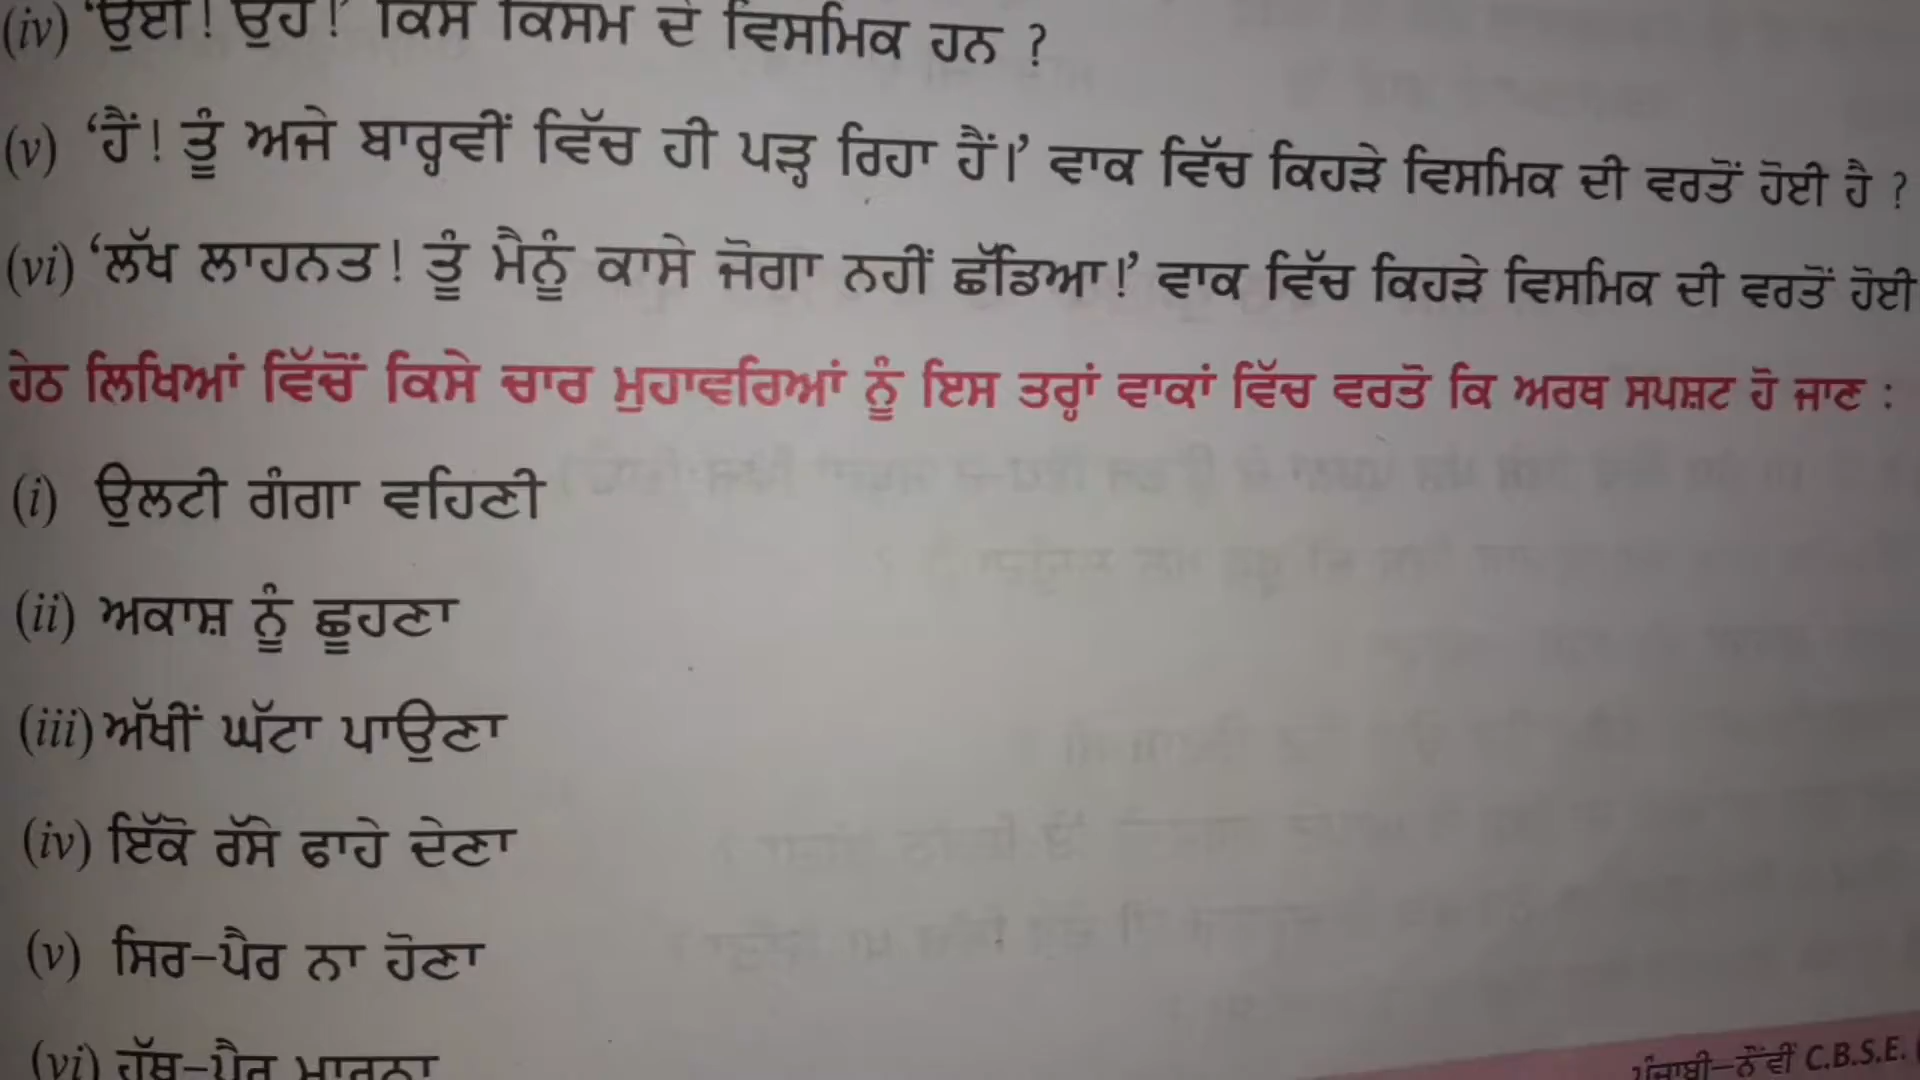 (iv) 'ਉਈ! ਉਹ!' ਕਿਸ ਕਿਸਮ ਦੇ ਵਿਸਮਿਕ ਹਨ ?
(v) 'ਹੈਂ! ਤੂੰ ਅਜੇ ਬਾਰ੍ਹਵੀਂ ਵਿੱਚ ਹੀ ਪੜ੍ਹ ਰਿਹਾ ਹੈਂ।' ਵਾਕ ਵਿੱਚ ਕਿਹੜੇ ਵਿਸਮਿਕ ਦੀ ਵਰਤੋਂ ਹੋਈ ਹੈ ?
(vi) 'ਲੱਖ ਲਾਹਨਤ! ਤੂੰ ਮੈਨੂੰ ਕਾਸੇ ਜੋਗਾ ਨਹੀਂ ਛੱਡਿਆ!' ਵਾਕ ਵਿੱਚ ਕਿਹੜੇ ਵਿਸਮਿਕ ਦੀ ਵਰਤੋਂ ਹੋਈ
ਹੇਠ ਲਿਖਿਆਂ ਵਿੱਚੋਂ ਕਿਸੇ ਚਾਰ ਮੁਹਾਵਰਿਆਂ ਨੂੰ ਇਸ ਤਰ੍ਹਾਂ ਵਾਕਾਂ ਵਿੱਚ ਵਰਤੋ ਕਿ ਅਰਥ ਸਪਸ਼ਟ ਹੋ ਜਾਣ :
(i) ਉਲਟੀ ਗੰਗਾ ਵਹਿਣੀ
(ii) ਅਕਾਸ਼ ਨੂੰ ਛੂਹਣਾ
(iii) ਅੱਖੀਂ ਘੱਟਾ ਪਾਉਣਾ
(iv) ਇੱਕੋ ਰੱਸੇ ਫਾਹੇ ਦੇਣਾ
(v) ਸਿਰ-ਪੈਰ ਨਾ ਹੋਣਾ
(vi) ਹੱਥ-ਪੈਰ ਮਾਰਨਾ
ਪੰਜਾਬੀ—ਨੌਵੀਂ C.B.S.E.